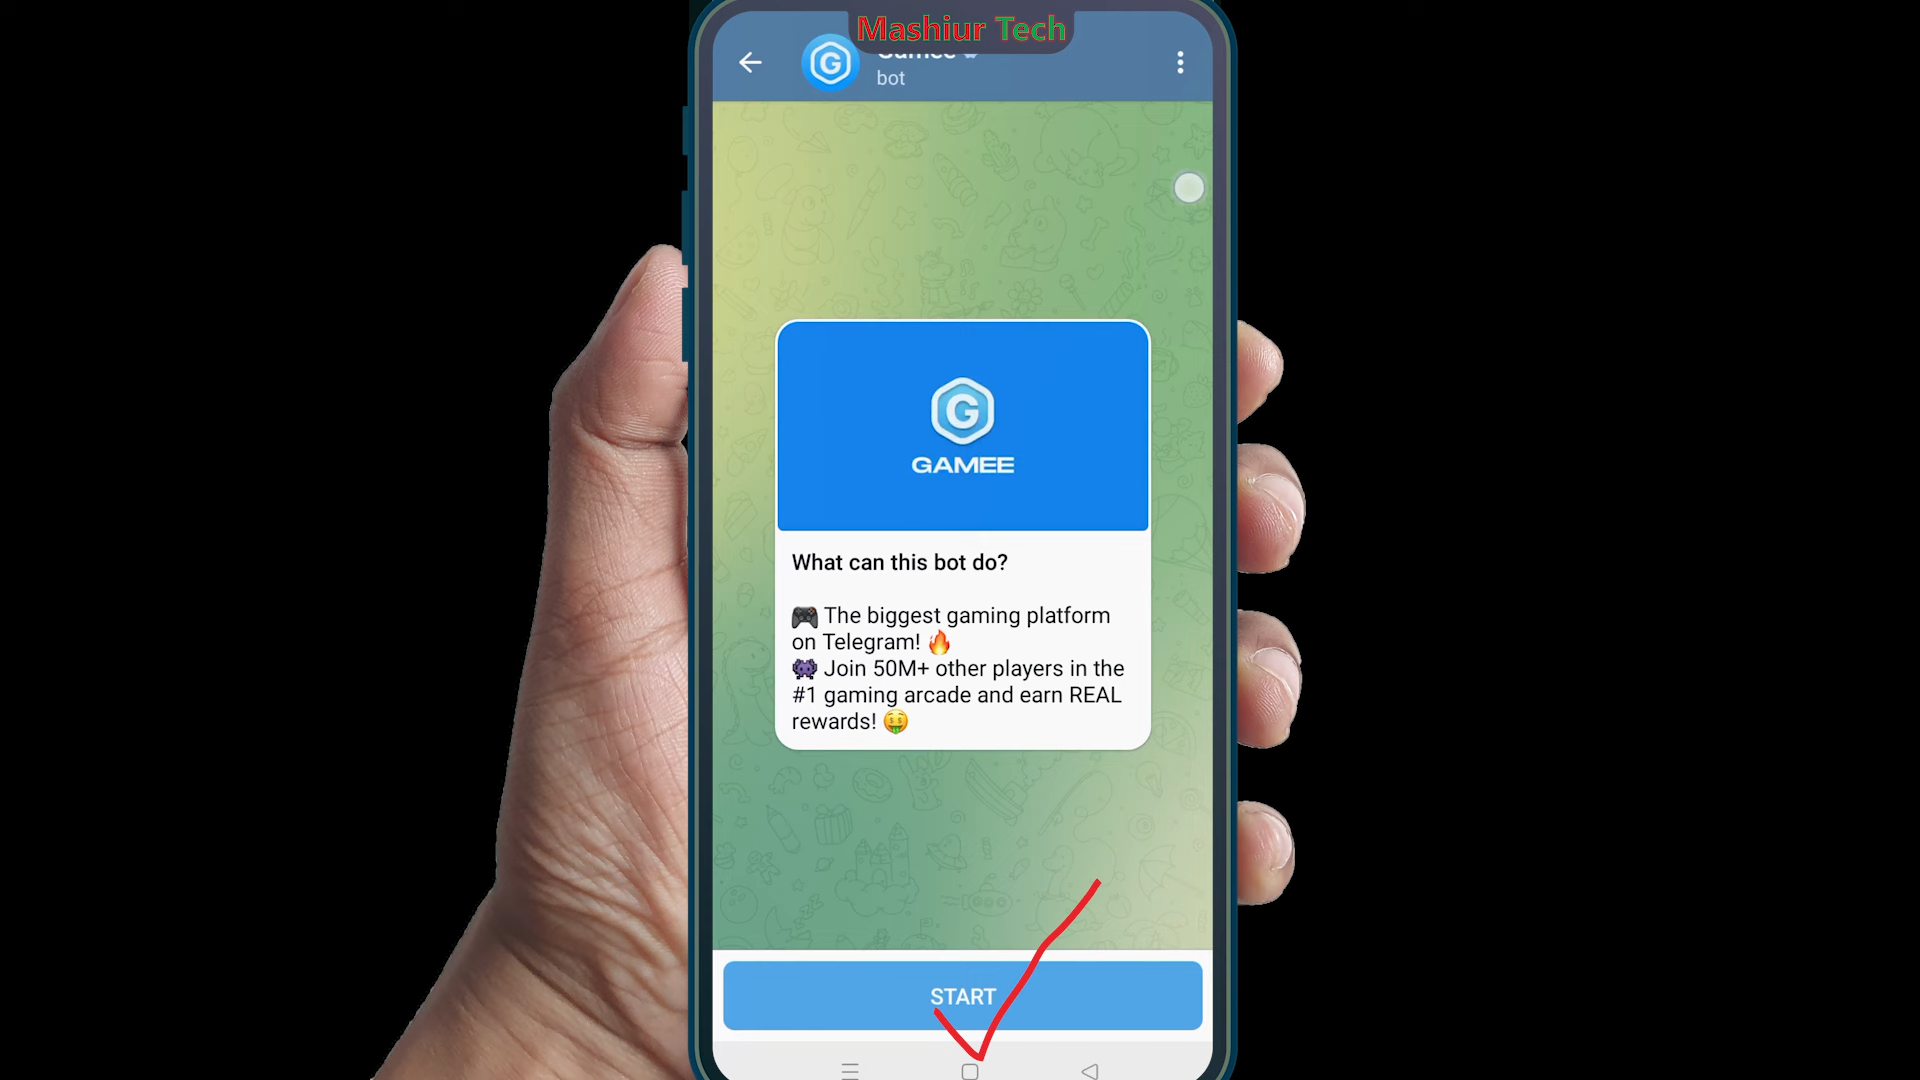 Mashiur Tech
Gamee
bot
G
GAMEE
What can this bot do?
🎮 The biggest gaming platform
on Telegram! 🔥
👾 Join 50M+ other players in the
#1 gaming arcade and earn REAL
rewards! 🤑
START